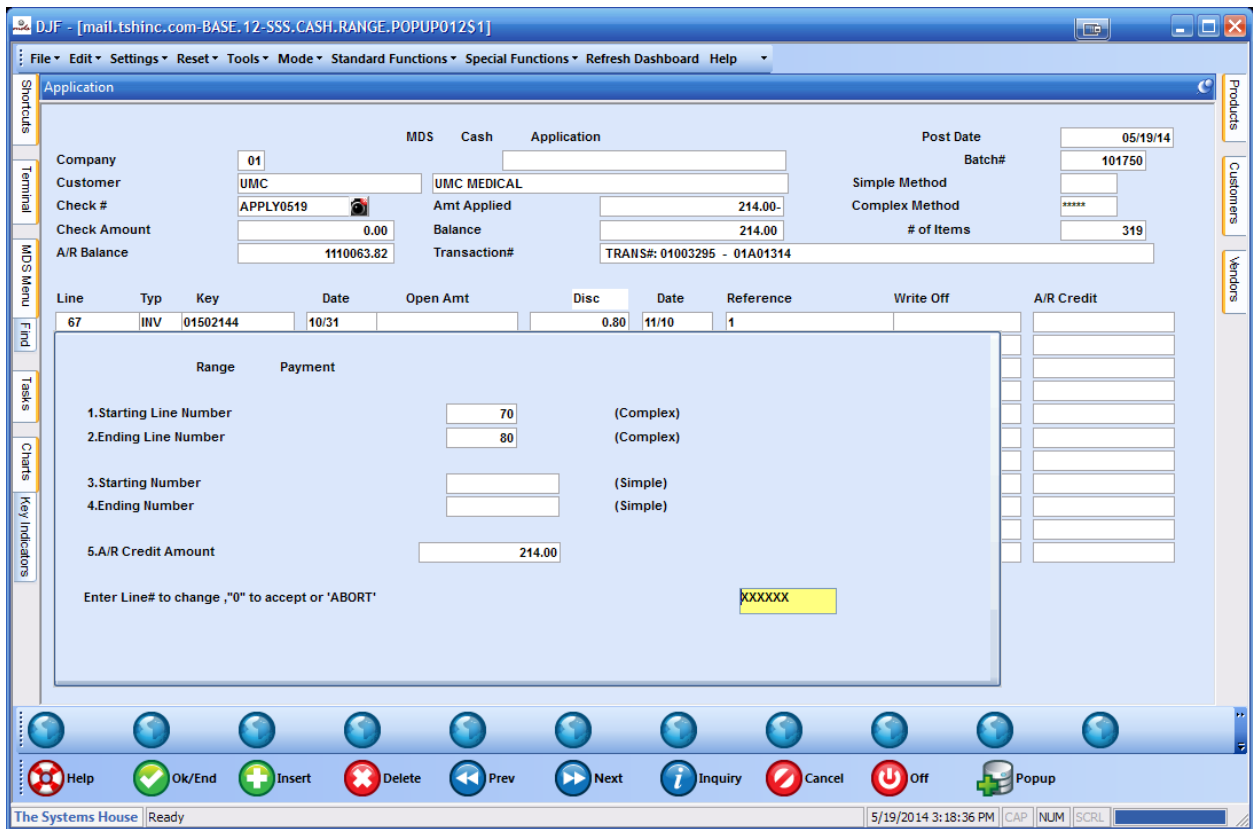 DJF - [mail.tshinc.com-BASE.12-SSS.CASH.RANGE.POPUP012$1]
File Edit Settings Reset Tools Mode Standard Functions Special Functions Refresh Dashboard Help
Application
Shortcuts
Terminal
MDS Menu
Find
Tasks
Charts
Key Indicators
Products
Customers
Vendors
MDS Cash Application Post Date 05/19/14
Company 01 Batch# 101750
Customer UMC UMC MEDICAL Simple Method
Check # APPLY0519 Amt Applied 214.00- Complex Method *****
Check Amount 0.00 Balance 214.00 # of Items 319
A/R Balance 1110063.82 Transaction# TRANS#: 01003295 - 01A01314
Line Typ Key Date Open Amt Disc Date Reference Write Off A/R Credit
67 INV 01502144 10/31 0.80 11/10 1
Range Payment
1.Starting Line Number 70 (Complex)
2.Ending Line Number 80 (Complex)
3.Starting Number (Simple)
4.Ending Number (Simple)
5.A/R Credit Amount 214.00
Enter Line# to change ,"0" to accept or 'ABORT' XXXXXX
Help Ok/End Insert Delete Prev Next Inquiry Cancel Off Popup
The Systems House Ready 5/19/2014 3:18:36 PM CAP NUM SCRL